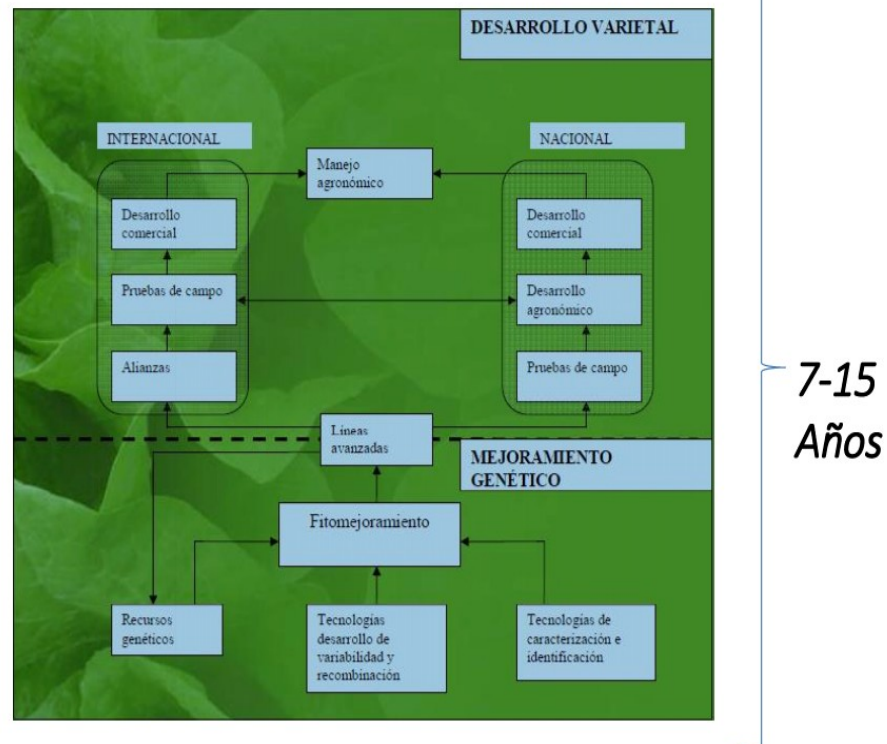 DESARROLLO VARIETAL
INTERNACIONAL
NACIONAL
Manejo
agronómico
Desarrollo
comercial
Desarrollo
comercial
Pruebas de campo
Desarrollo
agronómico
Alianzas
Pruebas de campo
Líneas
avanzadas
MEJORAMIENTO
GENÉTICO
Fitomejoramiento
Recursos
genéticos
Tecnologías
desarrollo de
variabilidad y
recombinación
Tecnologías de
caracterización e
identificación
7-15
Años